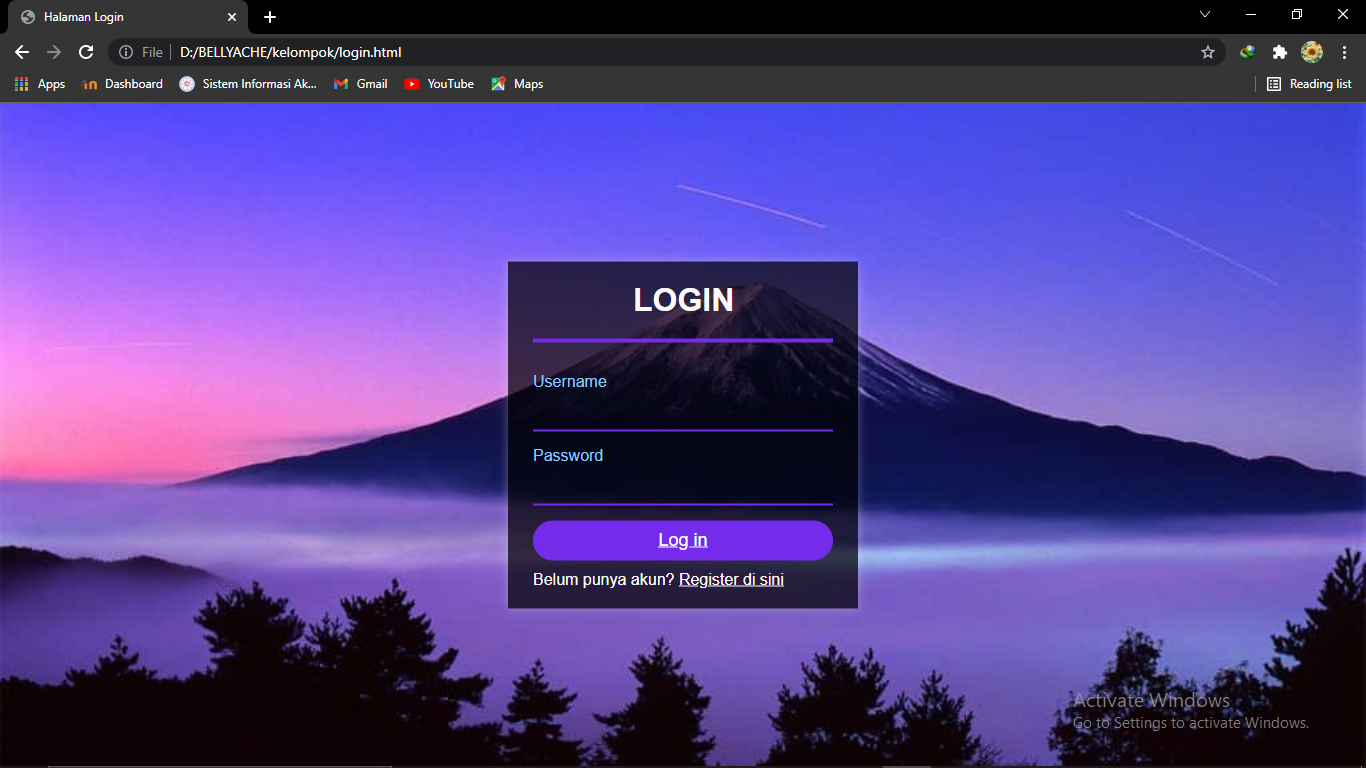 Halaman Login
File D:/BELLYACHE/kelompok/login.html
Apps Dashboard Sistem Informasi Ak... Gmail YouTube Maps Reading list
LOGIN
Username
Password
Log in
Belum punya akun? Register di sini
Activate Windows
Go to Settings to activate Windows.